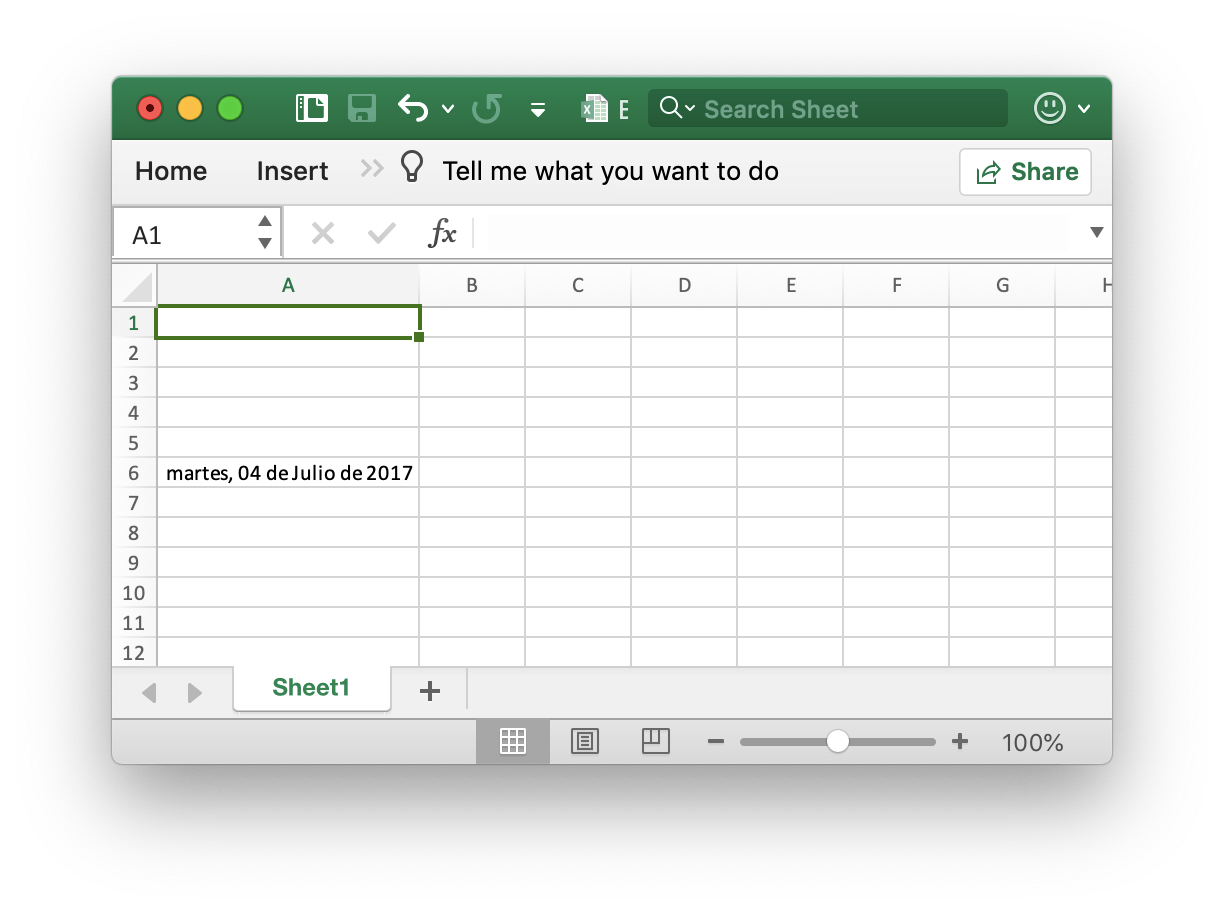 E
Search Sheet
Home Insert Tell me what you want to do Share
A1 fx
A B C D E F G H
1
2
3
4
5
6 martes, 04 de Julio de 2017
7
8
9
10
11
12
Sheet1 +
100%